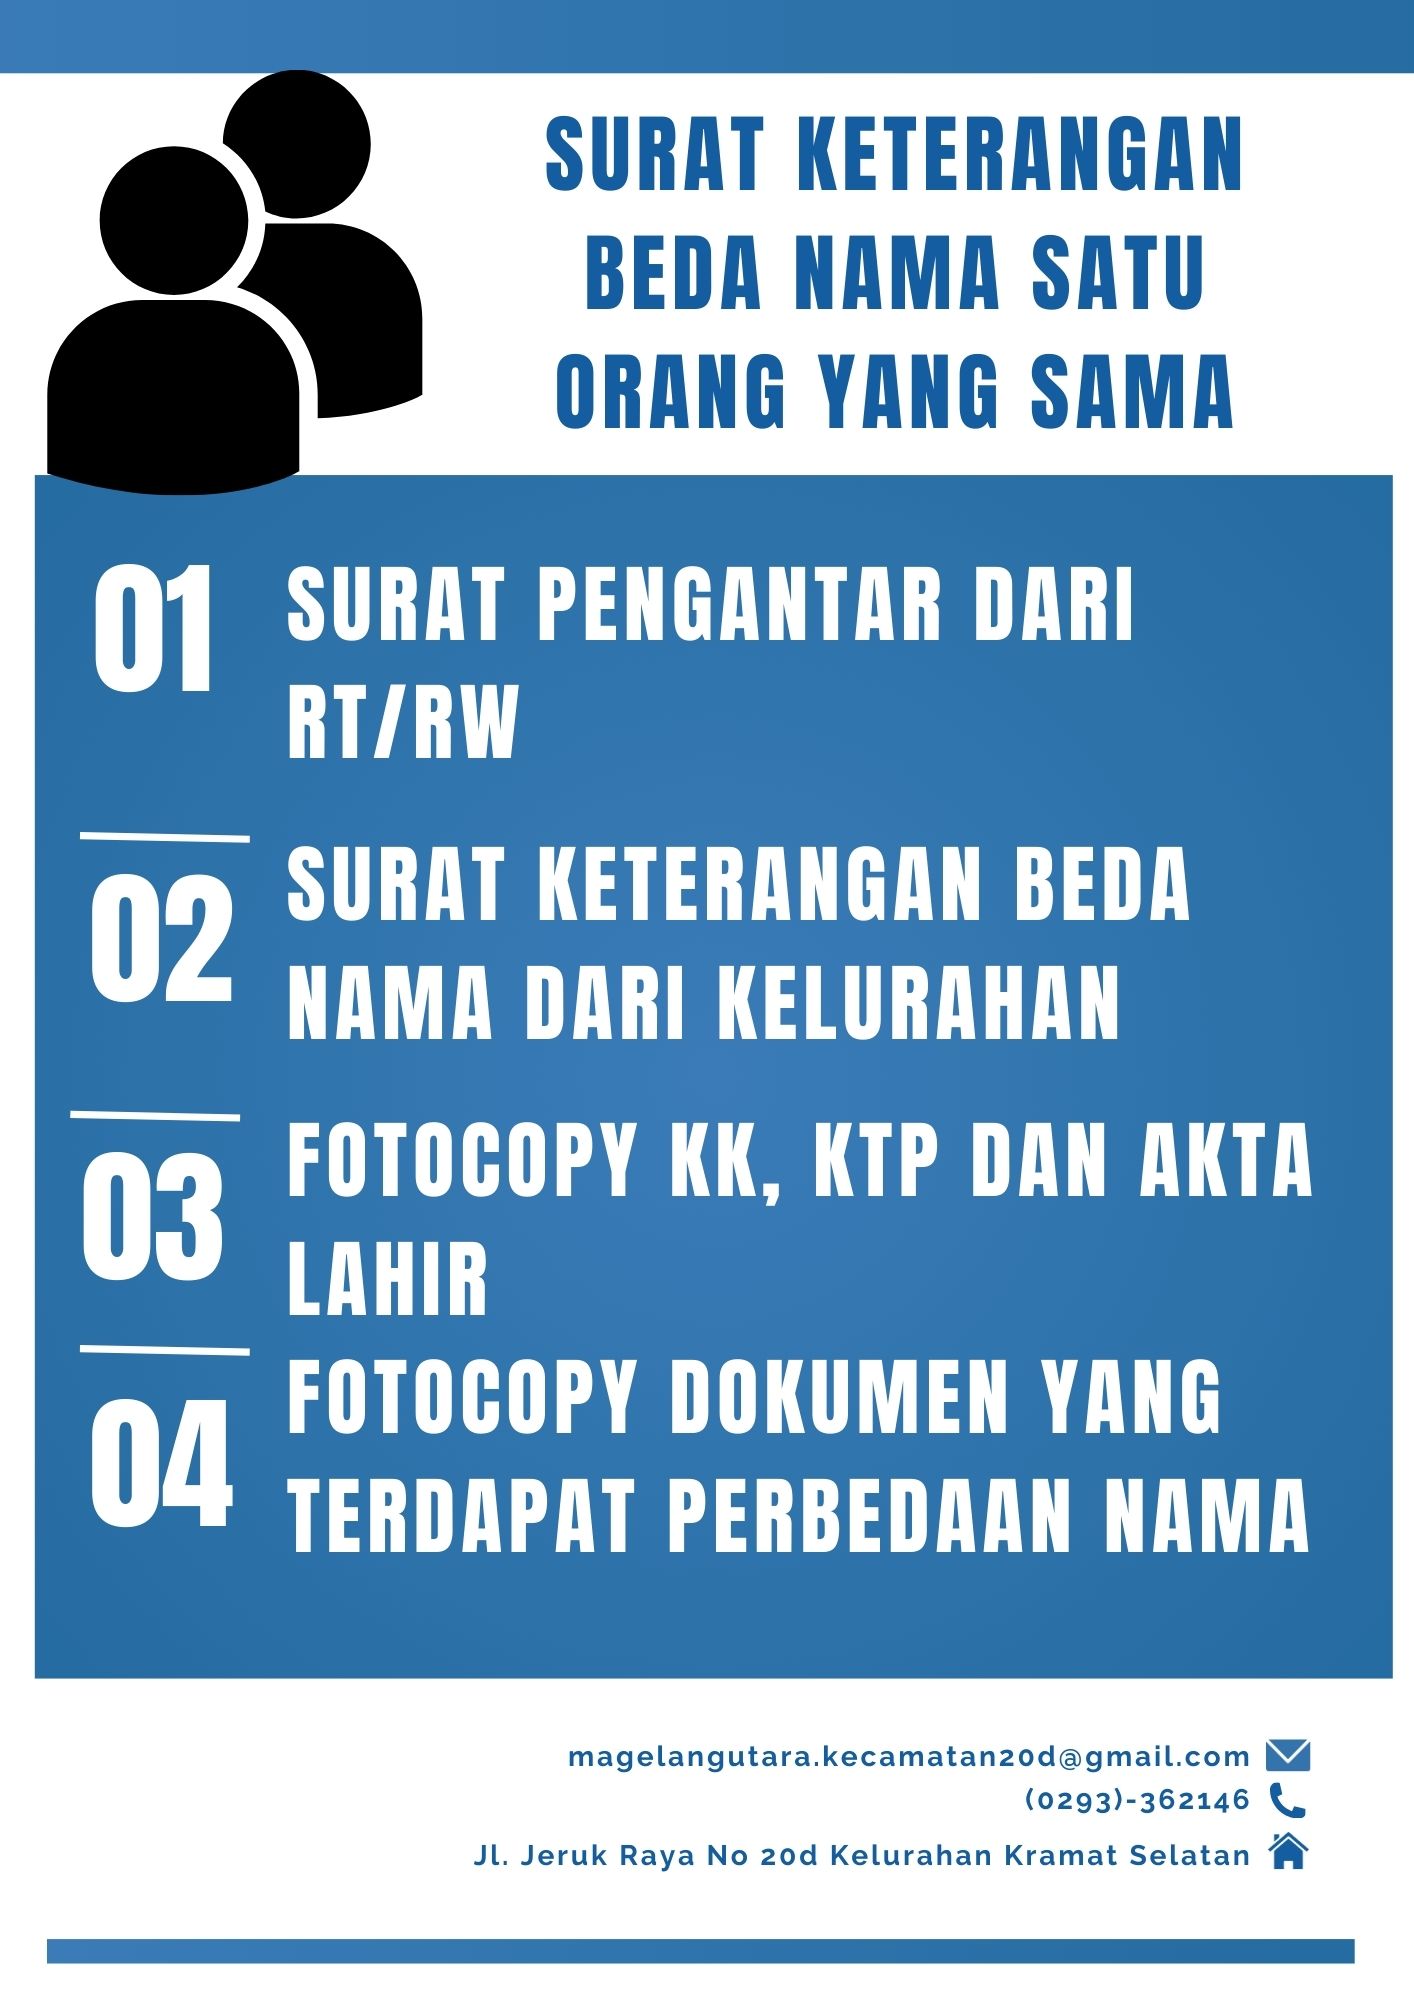 SURAT KETERANGAN
BEDA NAMA SATU
ORANG YANG SAMA
01
SURAT PENGANTAR DARI
RT/RW
02
SURAT KETERANGAN BEDA
NAMA DARI KELURAHAN
03
FOTOCOPY KK, KTP DAN AKTA
LAHIR
04
FOTOCOPY DOKUMEN YANG
TERDAPAT PERBEDAAN NAMA
magelangutara.kecamatan20d@gmail.com
(0293)-362146
Jl. Jeruk Raya No 20d Kelurahan Kramat Selatan